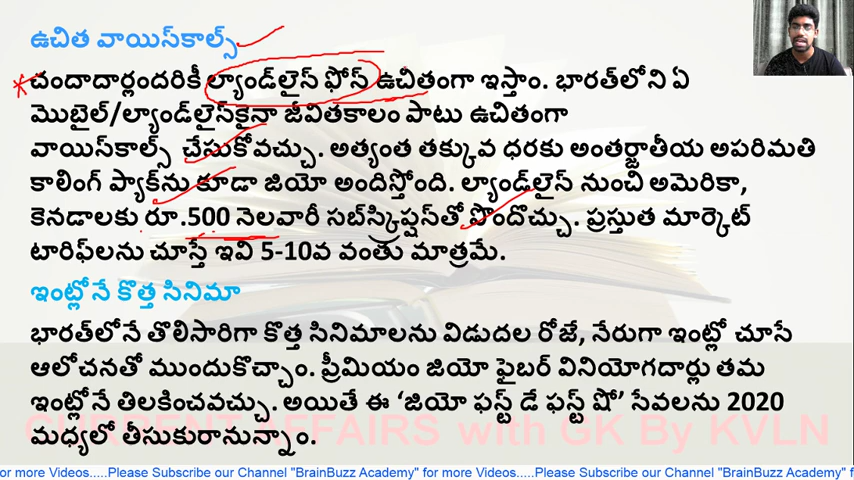 ఉచిత వాయిస్‌కాల్స్
చందాదార్లందరికీ ల్యాండ్‌లైన్ ఫోన్ ఉచితంగా ఇస్తాం. భారత్‌లోని ఏ
మొబైల్/ల్యాండ్‌లైన్‌కైనా జీవితకాలం పాటు ఉచితంగా
వాయిస్‌కాల్స్ చేసుకోవచ్చు. అత్యంత తక్కువ ధరకు అంతర్జాతీయ అపరిమతి
కాలింగ్ ప్యాక్‌ను కూడా జియో అందిస్తోంది. ల్యాండ్‌లైన్ నుంచి అమెరికా,
కెనడాలకు రూ.500 నెలవారీ సబ్‌స్క్రిప్షన్‌తో పొందొచ్చు. ప్రస్తుత మార్కెట్
టారిఫ్‌లను చూస్తే ఇవి 5-10వ వంతు మాత్రమే.
ఇంట్లోనే కొత్త సినిమా
భారత్‌లోనే తొలిసారిగా కొత్త సినిమాలను విడుదల రోజే, నేరుగా ఇంట్లో చూసే
ఆలోచనతో ముందుకొచ్చాం. ప్రీమియం జియో ఫైబర్ వినియోగదార్లు తమ
ఇంట్లోనే తిలకించవచ్చు. అయితే ఈ ‘జియో ఫస్ట్ డే ఫస్ట్ షో’ సేవలను 2020
మధ్యలో తీసుకురానున్నాం.
CURRENT AFFAIRS with GK By KVLN
or more Videos.....Please Subscribe our Channel "BrainBuzz Academy" for more Videos.....Please Subscribe our Channel "BrainBuzz Academy" f